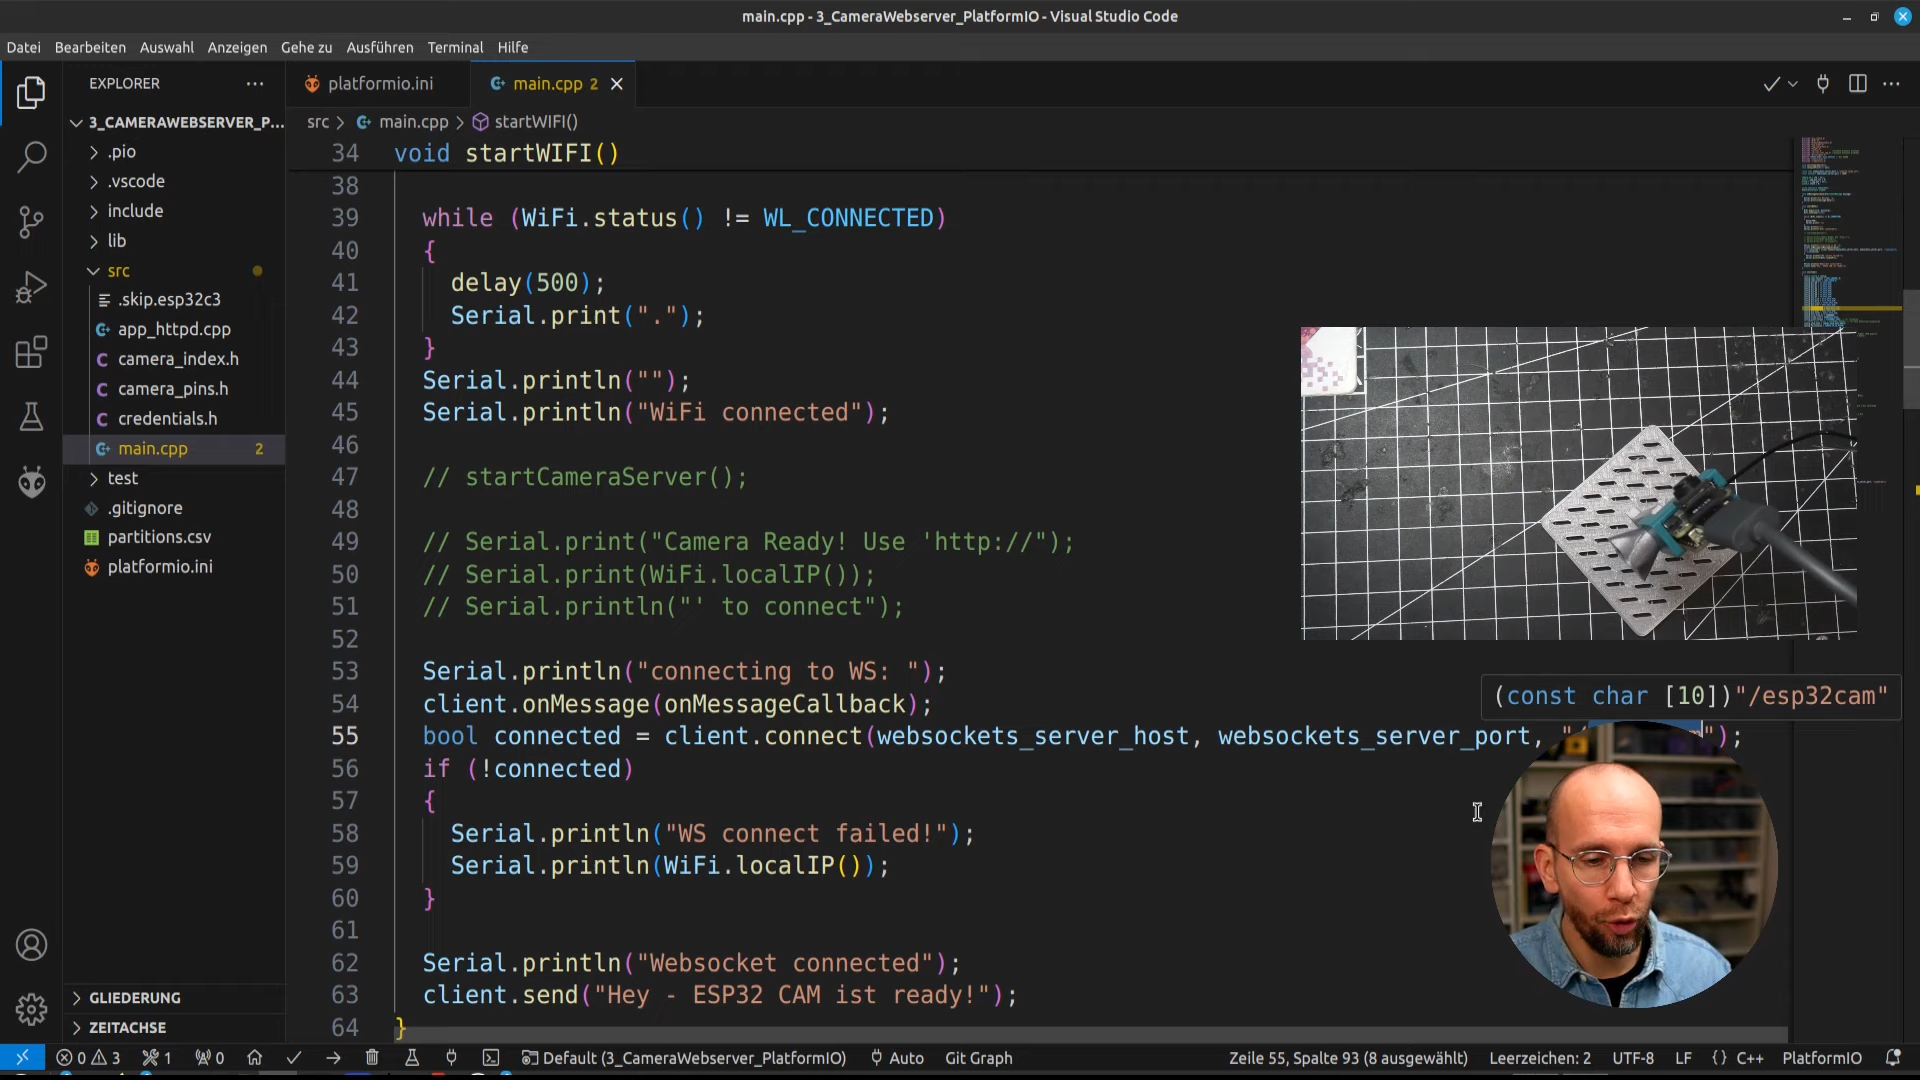 main.cpp - 3_CameraWebserver_PlatformIO - Visual Studio Code
Datei Bearbeiten Auswahl Anzeigen Gehe zu Ausführen Terminal Hilfe
EXPLORER
3_CAMERAWEBSERVER_P...
.pio
.vscode
include
lib
src
.skip.esp32c3
app_httpd.cpp
camera_index.h
camera_pins.h
credentials.h
main.cpp 2
test
.gitignore
partitions.csv
platformio.ini
GLIEDERUNG
ZEITACHSE
platformio.ini main.cpp 2
src > main.cpp > startWIFI()
34 void startWIFI()
38
39 while (WiFi.status() != WL_CONNECTED)
40 {
41 delay(500);
42 Serial.print(".");
43 }
44 Serial.println("");
45 Serial.println("WiFi connected");
46
47 // startCameraServer();
48
49 // Serial.print("Camera Ready! Use 'http://");
50 // Serial.print(WiFi.localIP());
51 // Serial.println("' to connect");
52
53 Serial.println("connecting to WS: ");
54 client.onMessage(onMessageCallback);
(const char [10])"/esp32cam"
55 bool connected = client.connect(websockets_server_host, websockets_server_port, "
56 if (!connected)
57 {
58 Serial.println("WS connect failed!");
59 Serial.println(WiFi.localIP());
60 }
61
62 Serial.println("Websocket connected");
63 client.send("Hey - ESP32 CAM ist ready!");
64 }
0 3 1 0 Default (3_CameraWebserver_PlatformIO) Auto Git Graph Zeile 55, Spalte 93 (8 ausgewählt) Leerzeichen: 2 UTF-8 LF {} C++ PlatformIO